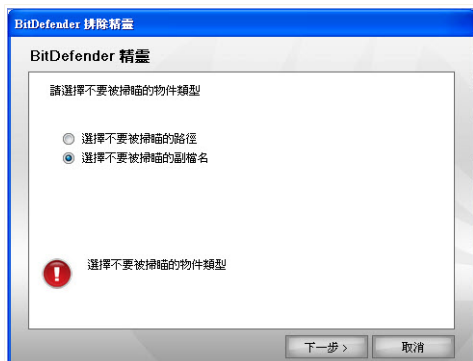 BitDefender 排除精靈
BitDefender 精靈
請選擇不要被掃瞄的物件類型
選擇不要被掃瞄的路徑
選擇不要被掃瞄的副檔名
選擇不要被掃瞄的物件類型
下一步 >
取消